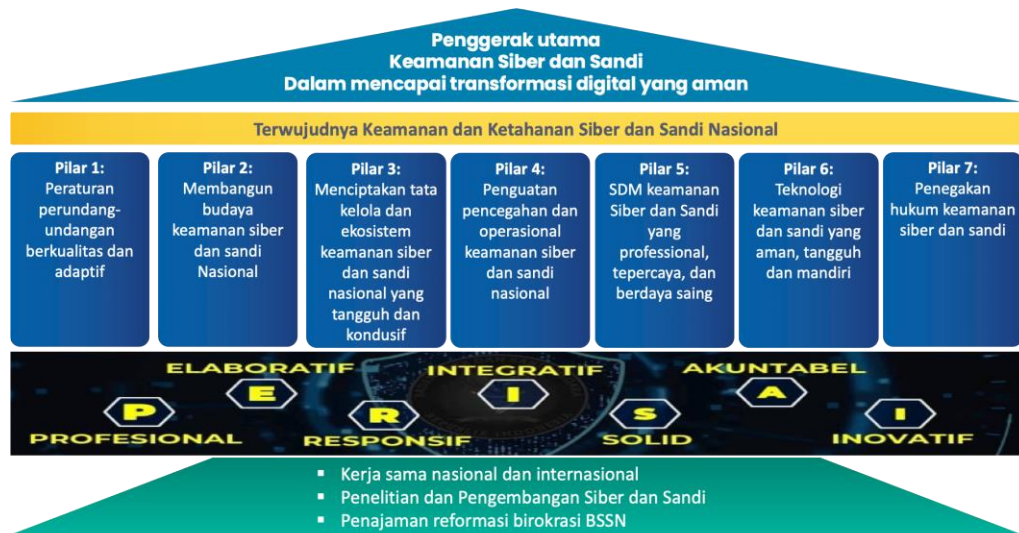 Penggerak utama
Keamanan Siber dan Sandi
Dalam mencapai transformasi digital yang aman
Terwujudnya Keamanan dan Ketahanan Siber dan Sandi Nasional
Pilar 1:
Peraturan
perundang-
undangan
berkualitas dan
adaptif
Pilar 2:
Membangun
budaya
keamanan siber
dan sandi
Nasional
Pilar 3:
Menciptakan tata
kelola dan
ekosistem
keamanan siber
dan sandi
nasional yang
tangguh dan
kondusif
Pilar 4:
Penguatan
pencegahan dan
operasional
keamanan siber
dan sandi
nasional
Pilar 5:
SDM keamanan
Siber dan Sandi
yang
professional,
tepercaya, dan
berdaya saing
Pilar 6:
Teknologi
keamanan siber
dan sandi yang
aman, tangguh
dan mandiri
Pilar 7:
Penegakan
hukum keamanan
siber dan sandi
P
PROFESIONAL
ELABORATIF
E
R
RESPONSIF
INTEGRATIF
I
S
SOLID
AKUNTABEL
A
I
INOVATIF
▪ Kerja sama nasional dan internasional
▪ Penelitian dan Pengembangan Siber dan Sandi
▪ Penajaman reformasi birokrasi BSSN